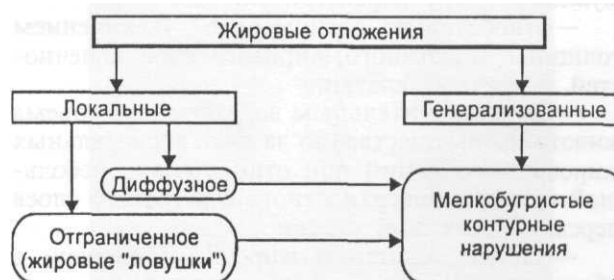 Жировые отложения
Локальные
Генерализованные
Диффузное
Отграниченное
(жировые "ловушки")
Мелкобугристые
контурные
нарушения